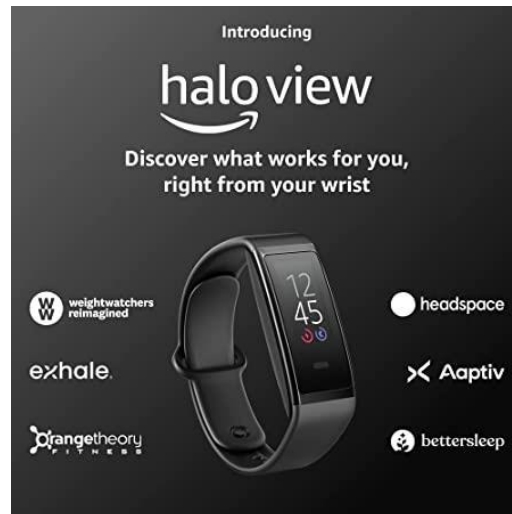 Introducing
halo view
Discover what works for you,
right from your wrist
12
45
WW
weightwatchers
reimagined
exhale.
Orangetheory
FITNESS
headspace
Aaptiv
bettersleep